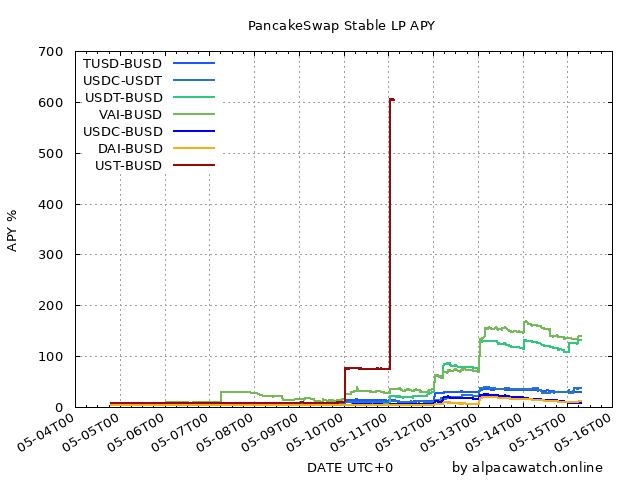 PancakeSwap Stable LP APY
700
600
500
400
300
200
100
0
APY %
TUSD-BUSD
USDC-USDT
USDT-BUSD
VAI-BUSD
USDC-BUSD
DAI-BUSD
UST-BUSD
05-04T00
05-05T00
05-06T00
05-07T00
05-08T00
05-09T00
05-10T00
05-11T00
05-12T00
05-13T00
05-14T00
05-15T00
05-16T00
DATE UTC+0
by alpacawatch.online